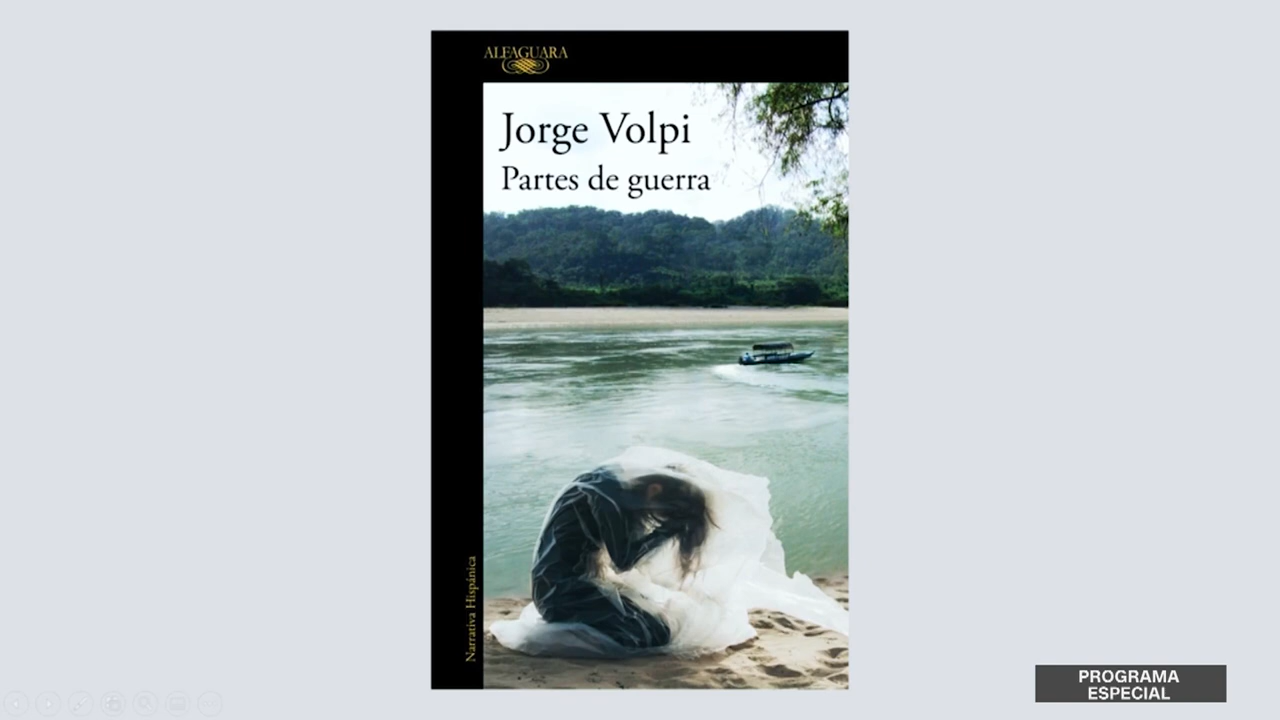 ALFAGUARA
Jorge Volpi
Partes de guerra
Narrativa Hispánica
PROGRAMA
ESPECIAL